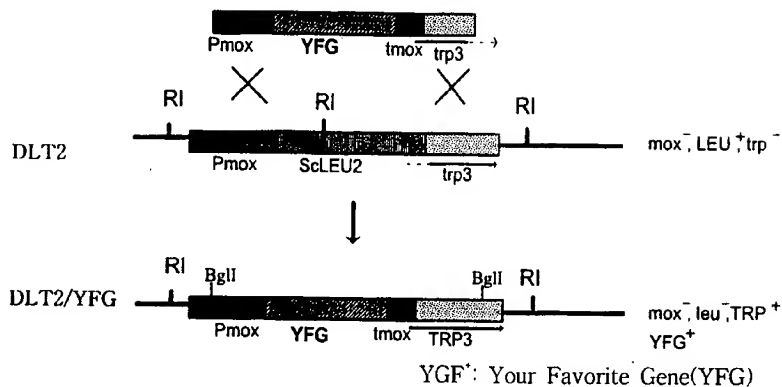 Pmox YFG tmox trp3
RI RI RI
DLT2 mox⁻, LEU⁺, trp⁻
Pmox ScLEU2 trp3
RI BglI BglI RI
DLT2/YFG mox⁻, leu⁻, TRP⁺
Pmox YFG tmox TRP3 YFG⁺
YGF⁺: Your Favorite Gene(YFG)